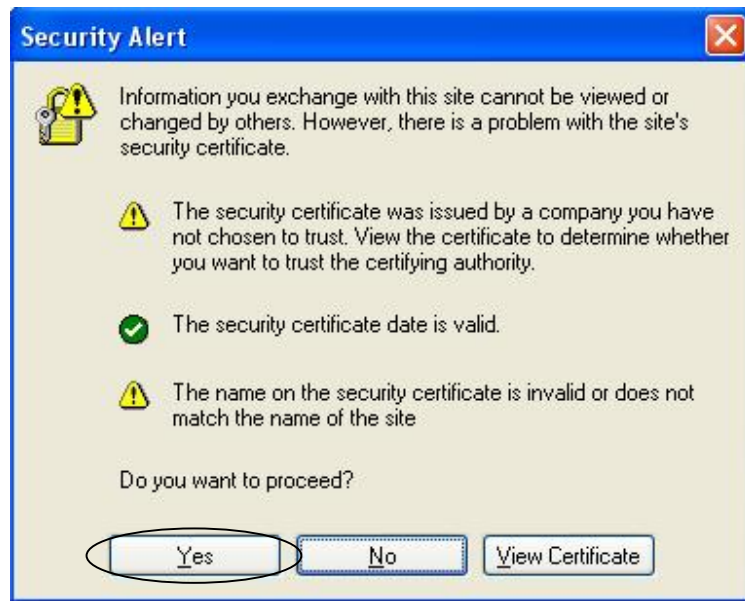 Security Alert
Information you exchange with this site cannot be viewed or
changed by others. However, there is a problem with the site's
security certificate.
The security certificate was issued by a company you have
not chosen to trust. View the certificate to determine whether
you want to trust the certifying authority.
The security certificate date is valid.
The name on the security certificate is invalid or does not
match the name of the site
Do you want to proceed?
Yes No View Certificate